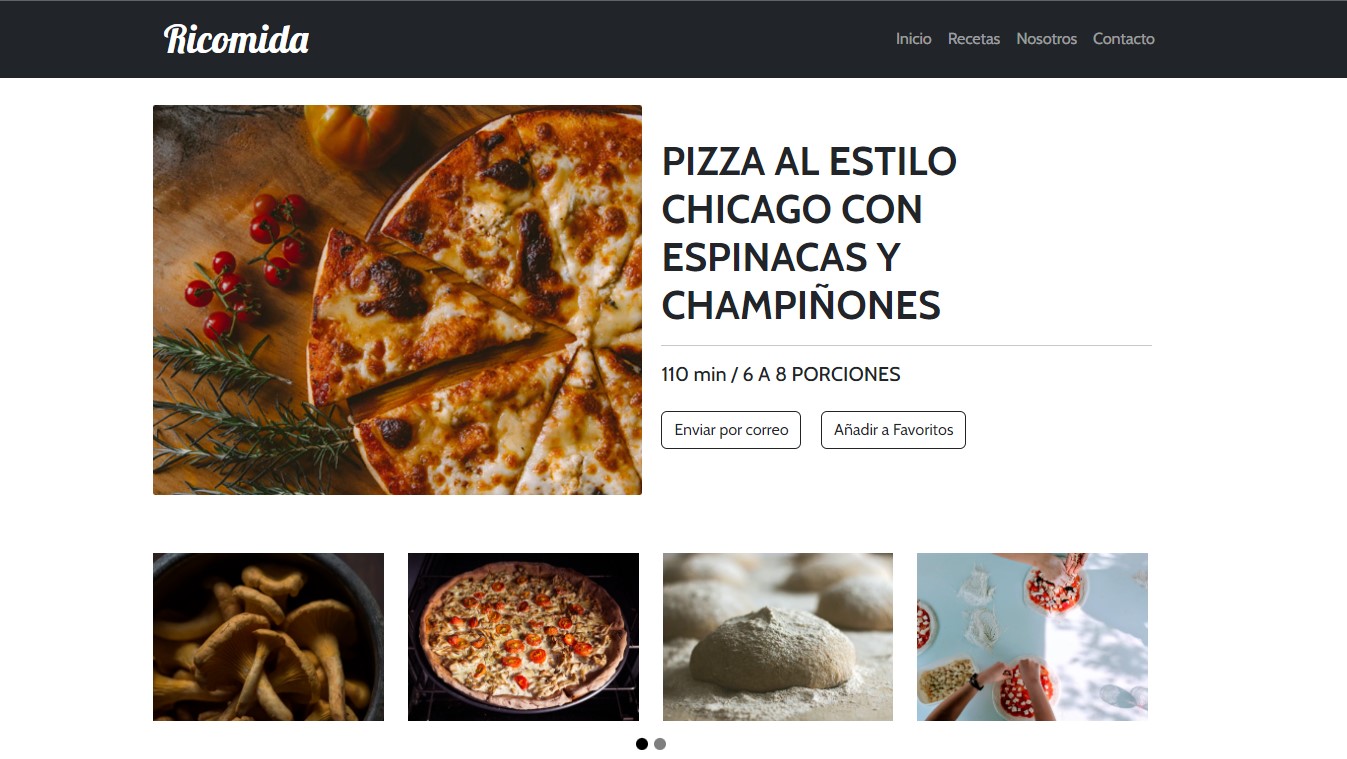 Ricomida
Inicio Recetas Nosotros Contacto
PIZZA AL ESTILO
CHICAGO CON
ESPINACAS Y
CHAMPIÑONES
110 min / 6 A 8 PORCIONES
Enviar por correo Añadir a Favoritos